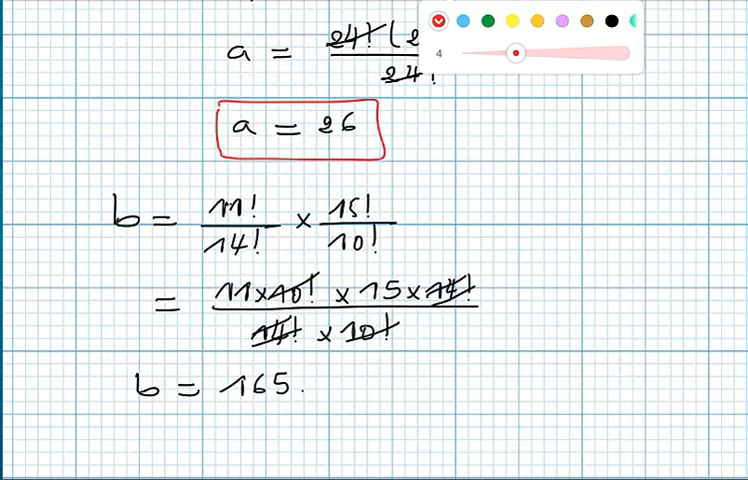 a = 24! (2 / 24!
4
a = 26
b = 11! / 14! × 15! / 10!
= 11×10! × 15×14! / 14! × 10!
b = 165.